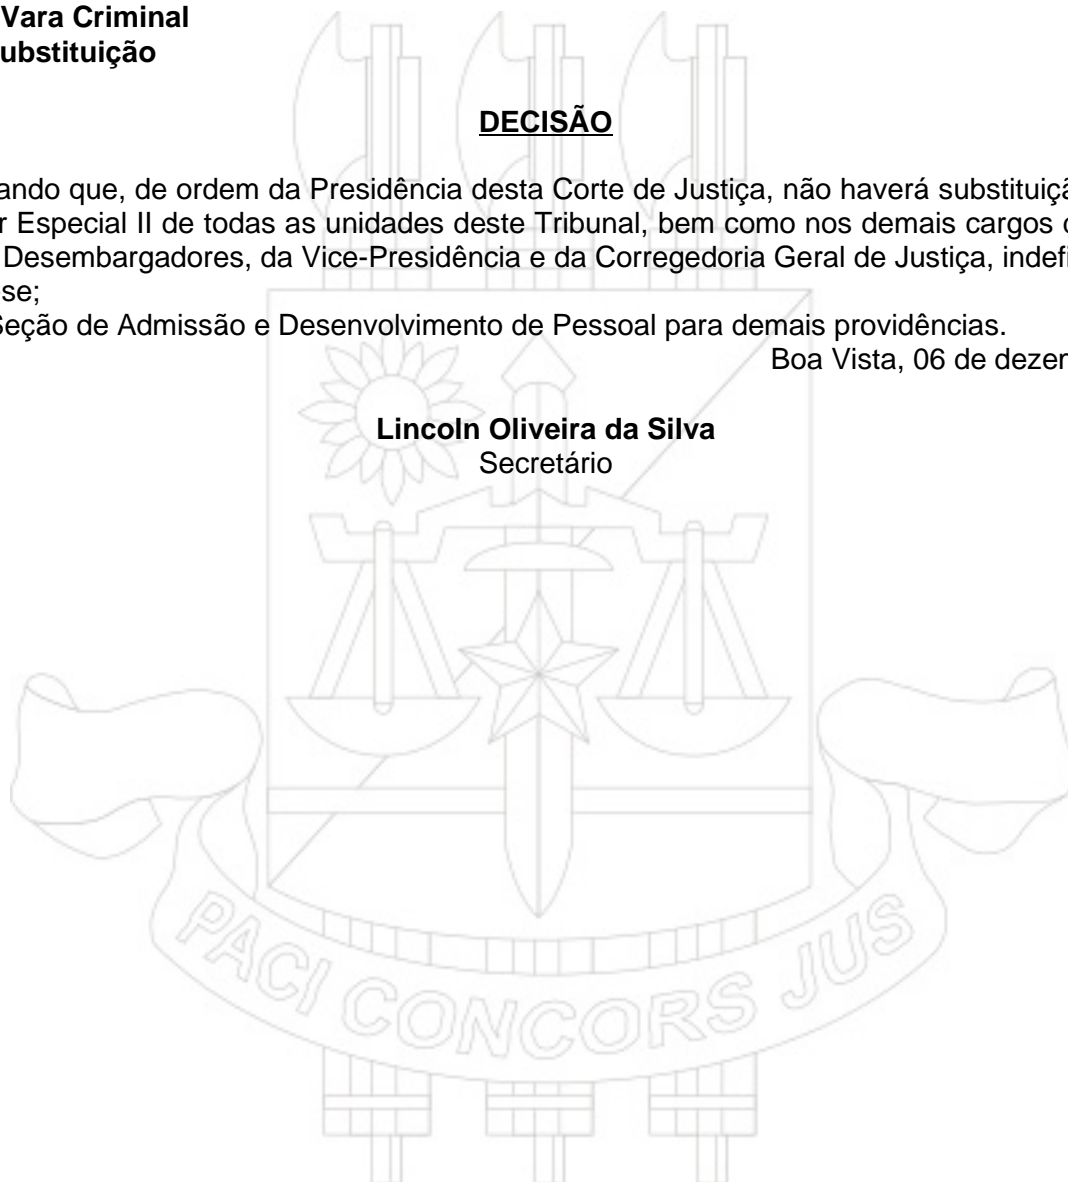 Vara Criminal
ubstituição
DECISÃO
ando que, de ordem da Presidência desta Corte de Justiça, não haverá substituiçã
r Especial II de todas as unidades deste Tribunal, bem como nos demais cargos
Desembargadores, da Vice-Presidência e da Corregedoria Geral de Justiça, indefi
se;
Seção de Admissão e Desenvolvimento de Pessoal para demais providências.
Boa Vista, 06 de dezer
Lincoln Oliveira da Silva
Secretário
PACI CONCORS JUS